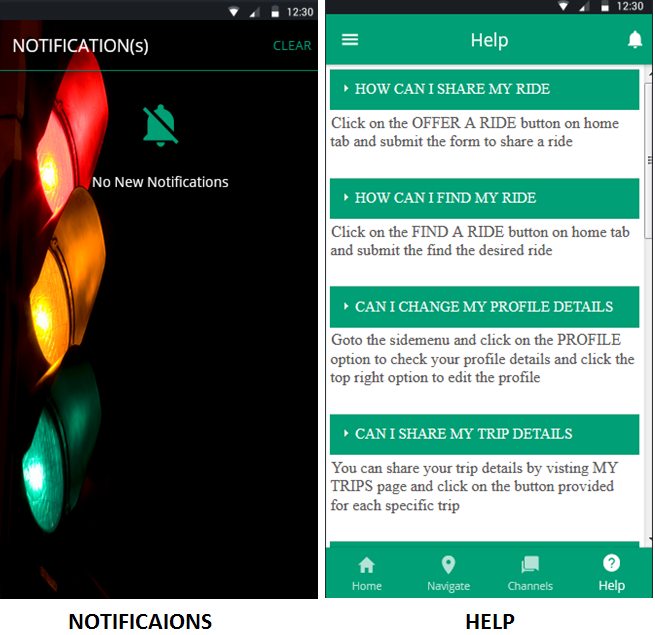 12:30
NOTIFICATION(s)
CLEAR
No New Notifications
NOTIFICAIONS
12:30
Help
HOW CAN I SHARE MY RIDE
Click on the OFFER A RIDE button on home
tab and submit the form to share a ride
HOW CAN I FIND MY RIDE
Click on the FIND A RIDE button on home tab
and submit the find the desired ride
CAN I CHANGE MY PROFILE DETAILS
Goto the sidemenu and click on the PROFILE
option to check your profile details and click the
top right option to edit the profile
CAN I SHARE MY TRIP DETAILS
You can share your trip details by visting MY
TRIPS page and click on the button provided
for each specific trip
Home
Navigate
Channels
Help
HELP